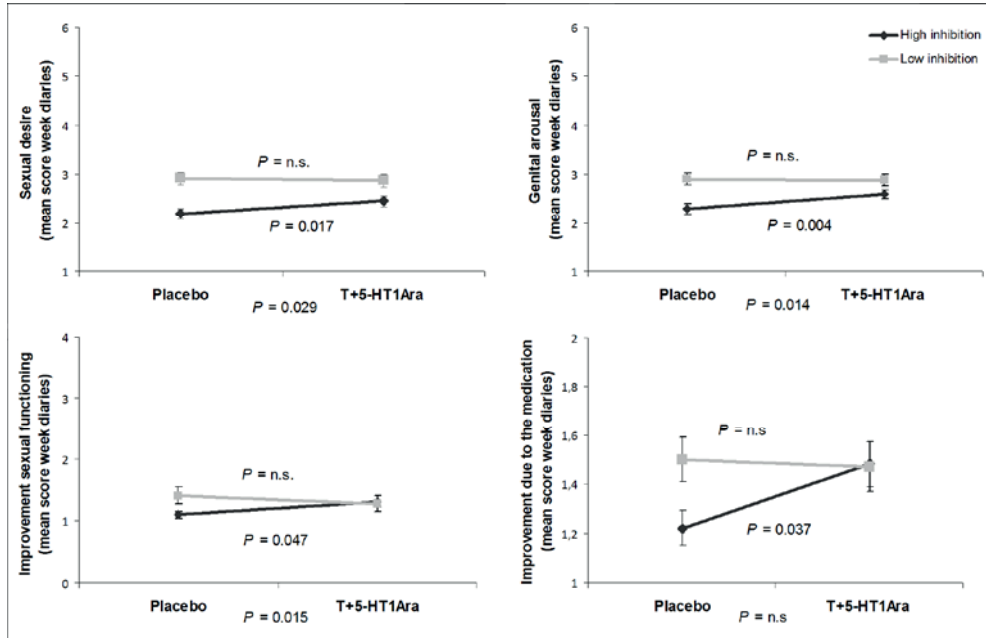 High inhibition
Low inhibition
Sexual desire
(mean score week diaries)
6
5
4
3
2
1
P = n.s.
P = 0.017
Placebo
T+5-HT1Ara
P = 0.029
Genital arousal
(mean score week diaries)
6
5
4
3
2
1
P = n.s.
P = 0.004
Placebo
T+5-HT1Ara
P = 0.014
Improvement sexual functioning
(mean score week diaries)
4
3
2
1
0
P = n.s.
P = 0.047
Placebo
T+5-HT1Ara
P = 0.015
Improvement due to the medication
(mean score week diaries)
2
1,8
1,6
1,4
1,2
1
P = n.s
P = 0.037
Placebo
T+5-HT1Ara
P = n.s